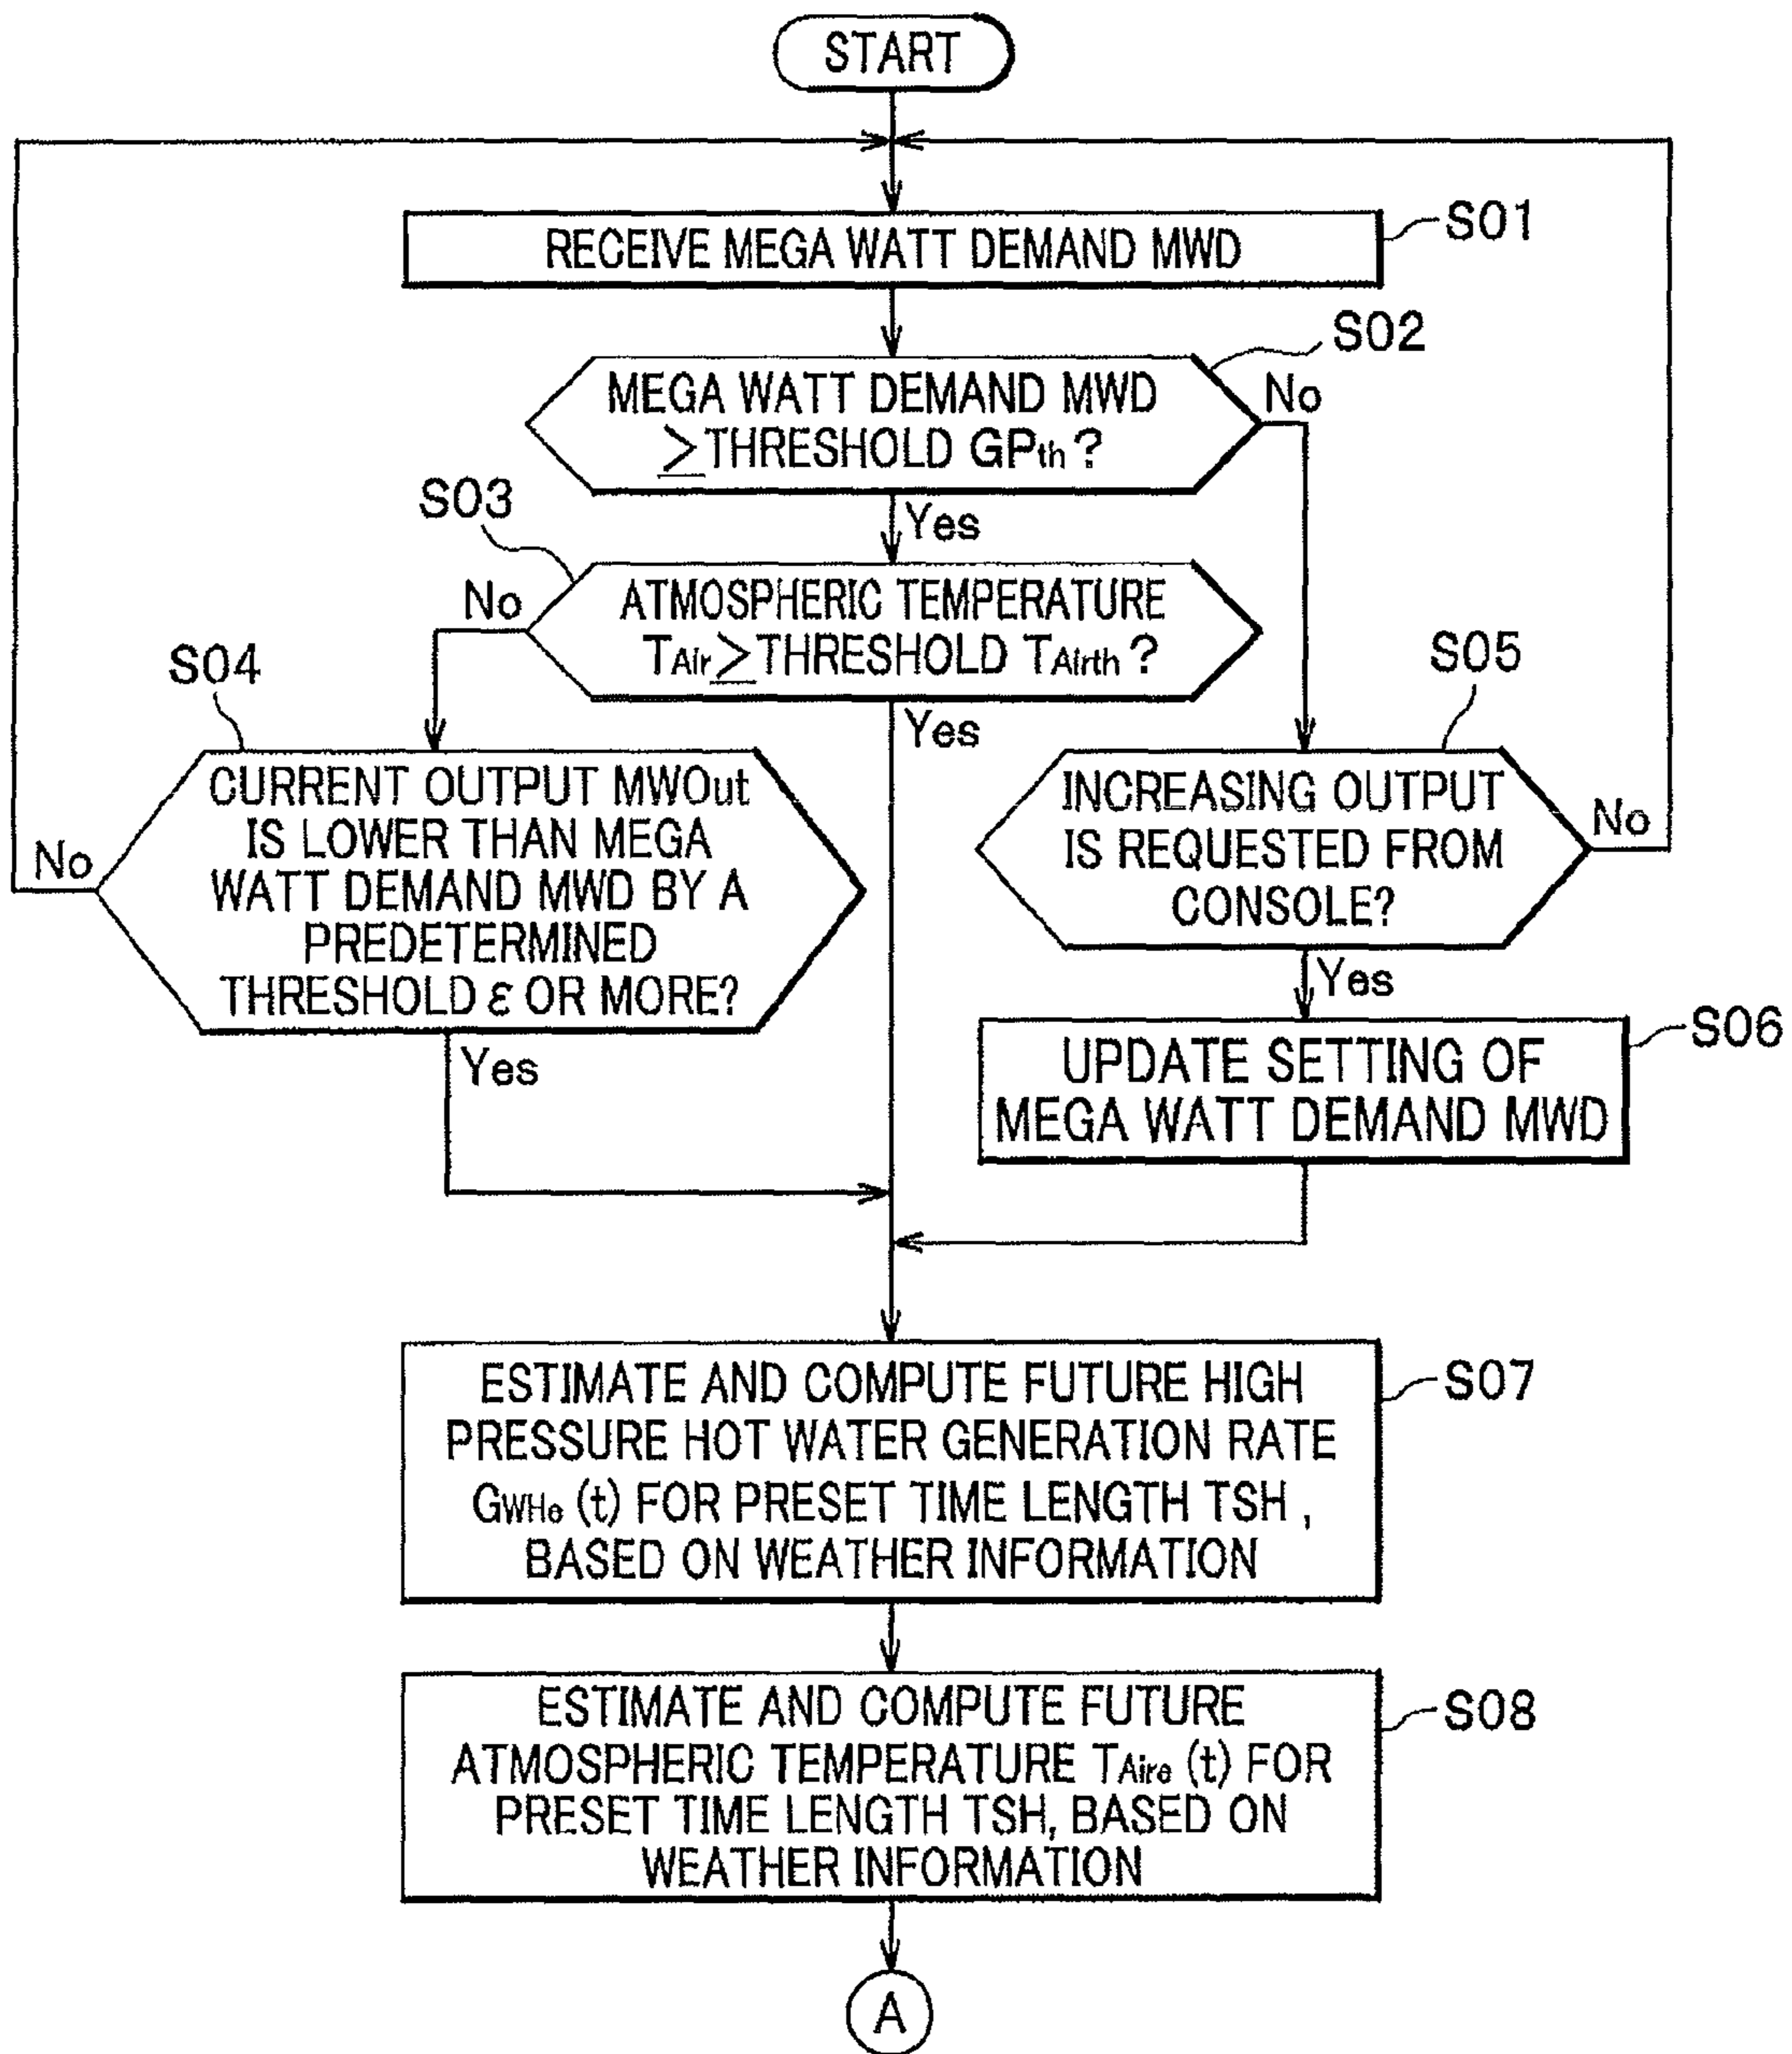 START
RECEIVE MEGA WATT DEMAND MWD
S01
S02
MEGA WATT DEMAND MWD
≥THRESHOLD GPth ?
No
Yes
S03
No
ATMOSPHERIC TEMPERATURE
TAir≥THRESHOLD TAirth ?
Yes
S04
CURRENT OUTPUT MWOut
IS LOWER THAN MEGA
WATT DEMAND MWD BY A
PREDETERMINED
THRESHOLD ε OR MORE?
No
Yes
S05
INCREASING OUTPUT
IS REQUESTED FROM
CONSOLE?
No
Yes
S06
UPDATE SETTING OF
MEGA WATT DEMAND MWD
ESTIMATE AND COMPUTE FUTURE HIGH
PRESSURE HOT WATER GENERATION RATE
GWHe (t) FOR PRESET TIME LENGTH TSH ,
BASED ON WEATHER INFORMATION
S07
ESTIMATE AND COMPUTE FUTURE
ATMOSPHERIC TEMPERATURE TAire (t) FOR
PRESET TIME LENGTH TSH, BASED ON
WEATHER INFORMATION
S08
A